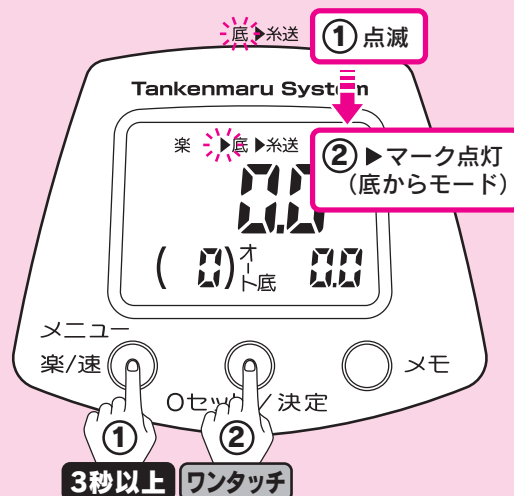 底▶糸送
①点滅
Tankenmaru System
楽 ▶底▶糸送
②▶マーク点灯
(底からモード)
0.0
( 0)オート底 0.0
メニュー
楽/速
メモ
0セット/決定
① ②
3秒以上 ワンタッチ